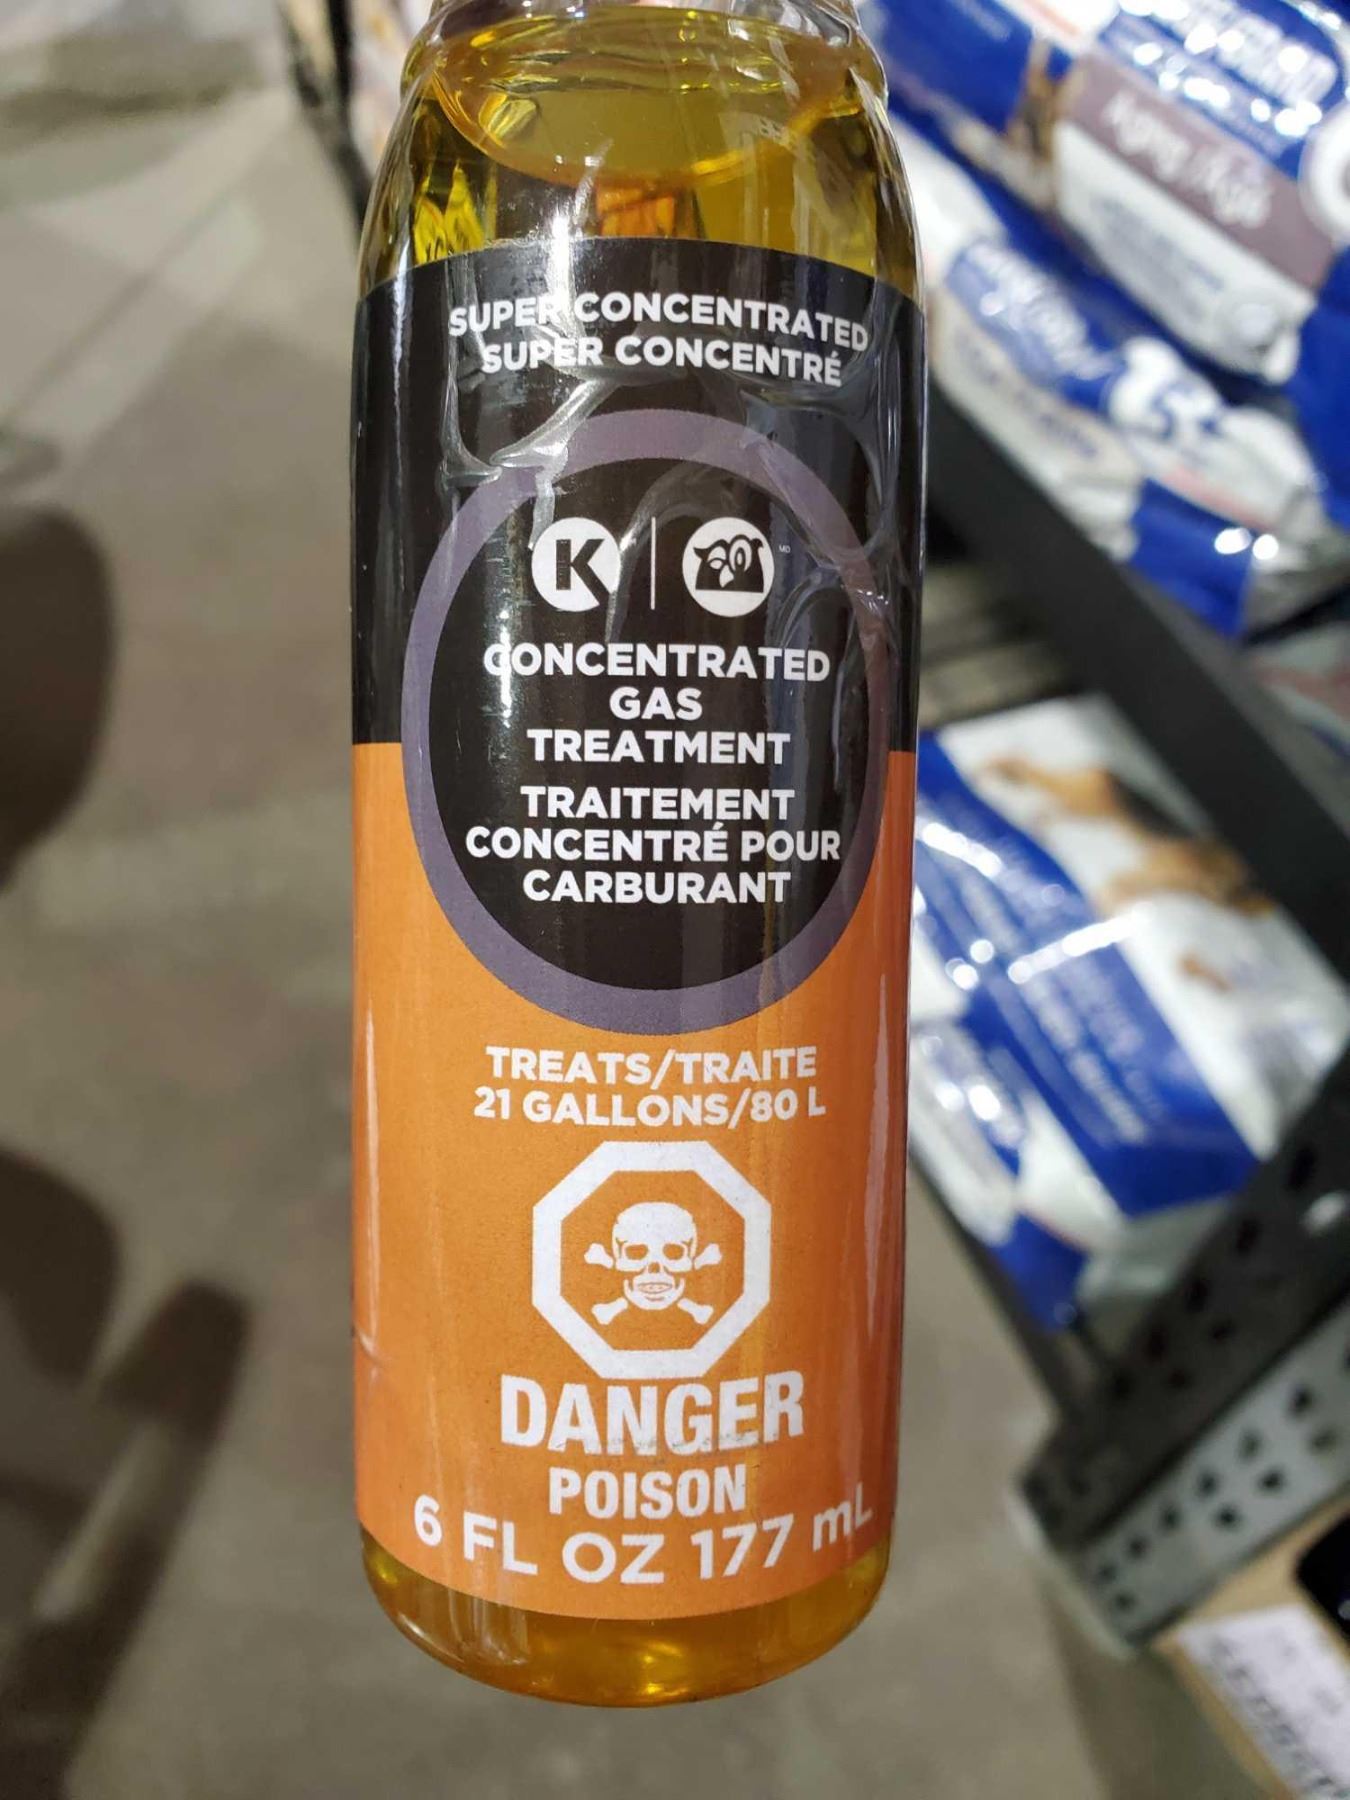 SUPER CONCENTRATED
SUPER CONCENTRÉ
K
MD
CONCENTRATED
GAS
TREATMENT
TRAITEMENT
CONCENTRÉ POUR
CARBURANT
TREATS/TRAITE
21 GALLONS/80 L
DANGER
POISON
6 FL OZ 177 mL